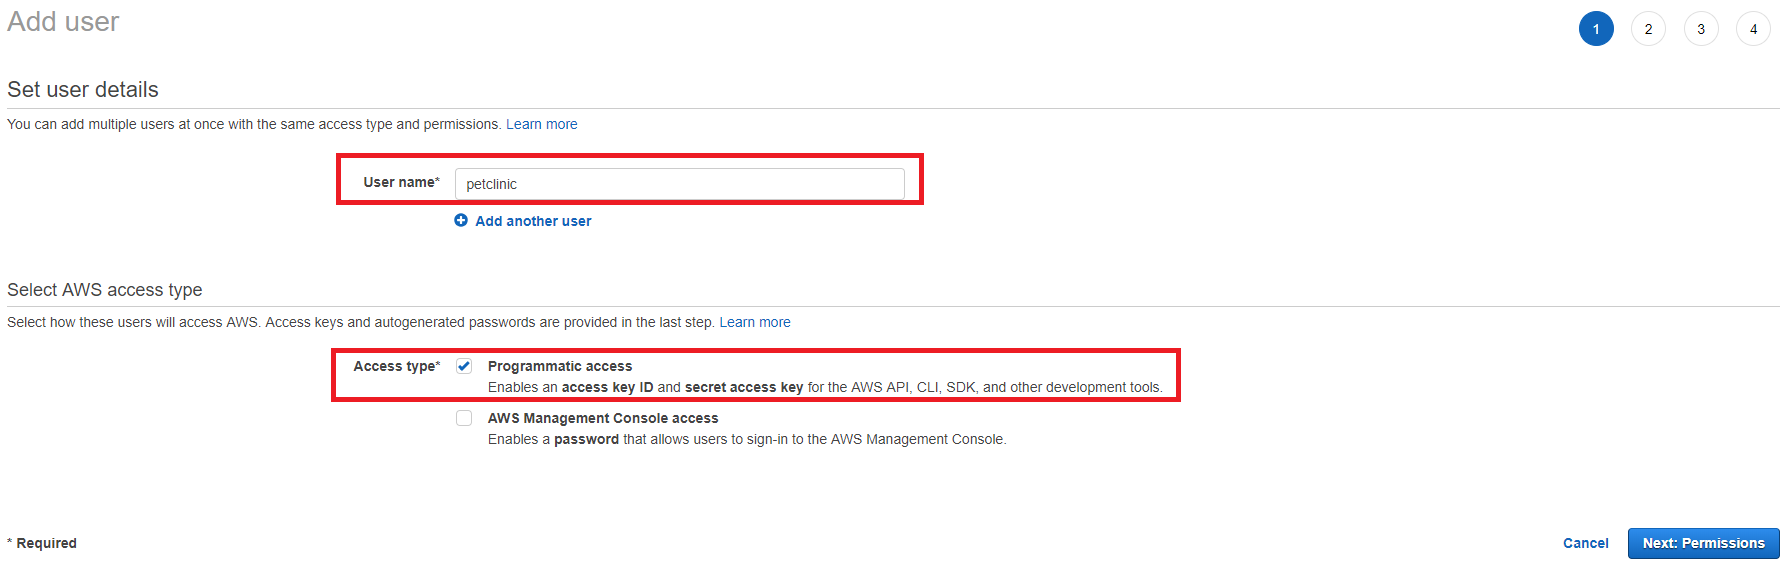 Add user
1 2 3 4
Set user details
You can add multiple users at once with the same access type and permissions. Learn more
User name* petclinic
Add another user
Select AWS access type
Select how these users will access AWS. Access keys and autogenerated passwords are provided in the last step. Learn more
Access type* Programmatic access
Enables an access key ID and secret access key for the AWS API, CLI, SDK, and other development tools.
AWS Management Console access
Enables a password that allows users to sign-in to the AWS Management Console.
* Required Cancel Next: Permissions